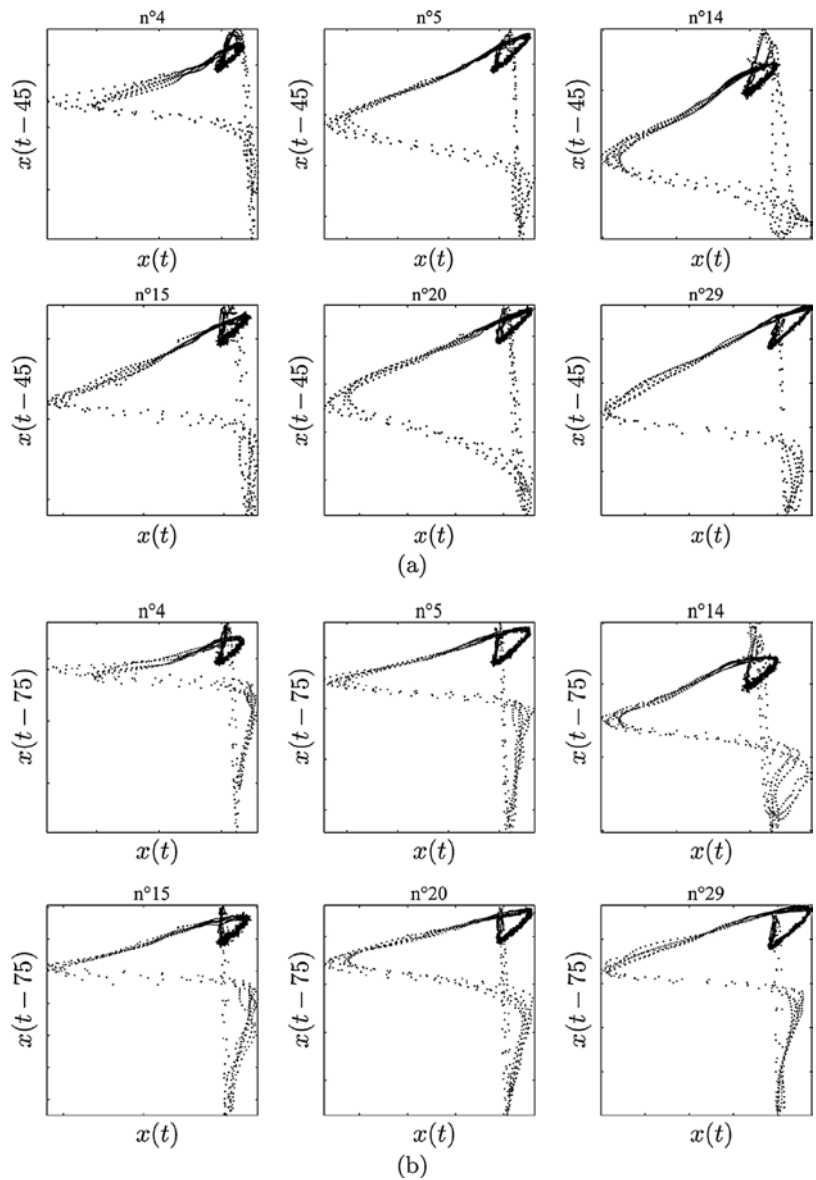 n°4 n°5 n°14
x(t − 45) x(t − 45) x(t − 45)
x(t) x(t) x(t)
n°15 n°20 n°29
x(t − 45) x(t − 45) x(t − 45)
x(t) x(t) x(t)
(a)
n°4 n°5 n°14
x(t − 75) x(t − 75) x(t − 75)
x(t) x(t) x(t)
n°15 n°20 n°29
x(t − 75) x(t − 75) x(t − 75)
x(t) x(t) x(t)
(b)